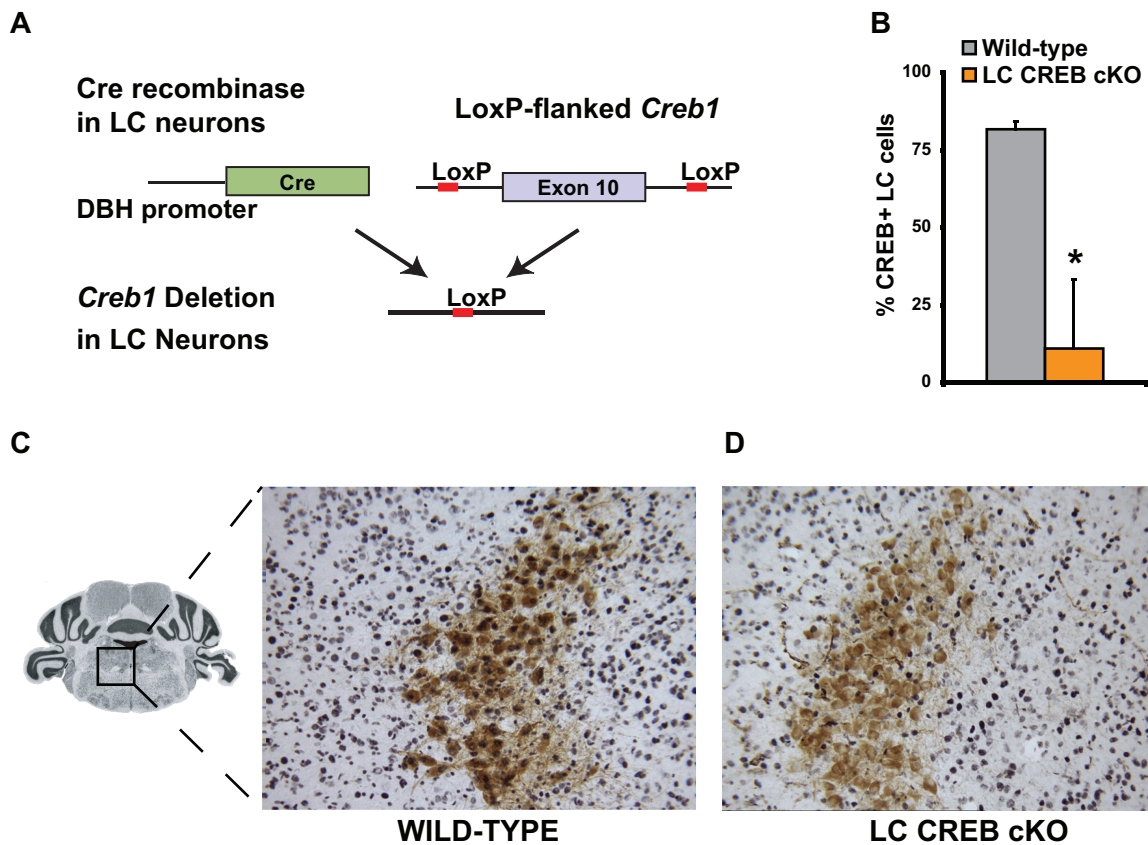 A
Cre recombinase
in LC neurons
LoxP-flanked Creb1
Cre
DBH promoter
LoxP
Exon 10
LoxP
Creb1 Deletion
in LC Neurons
LoxP
B
Wild-type
LC CREB cKO
% CREB+ LC cells
100
75
50
25
0
*
C
WILD-TYPE
D
LC CREB cKO